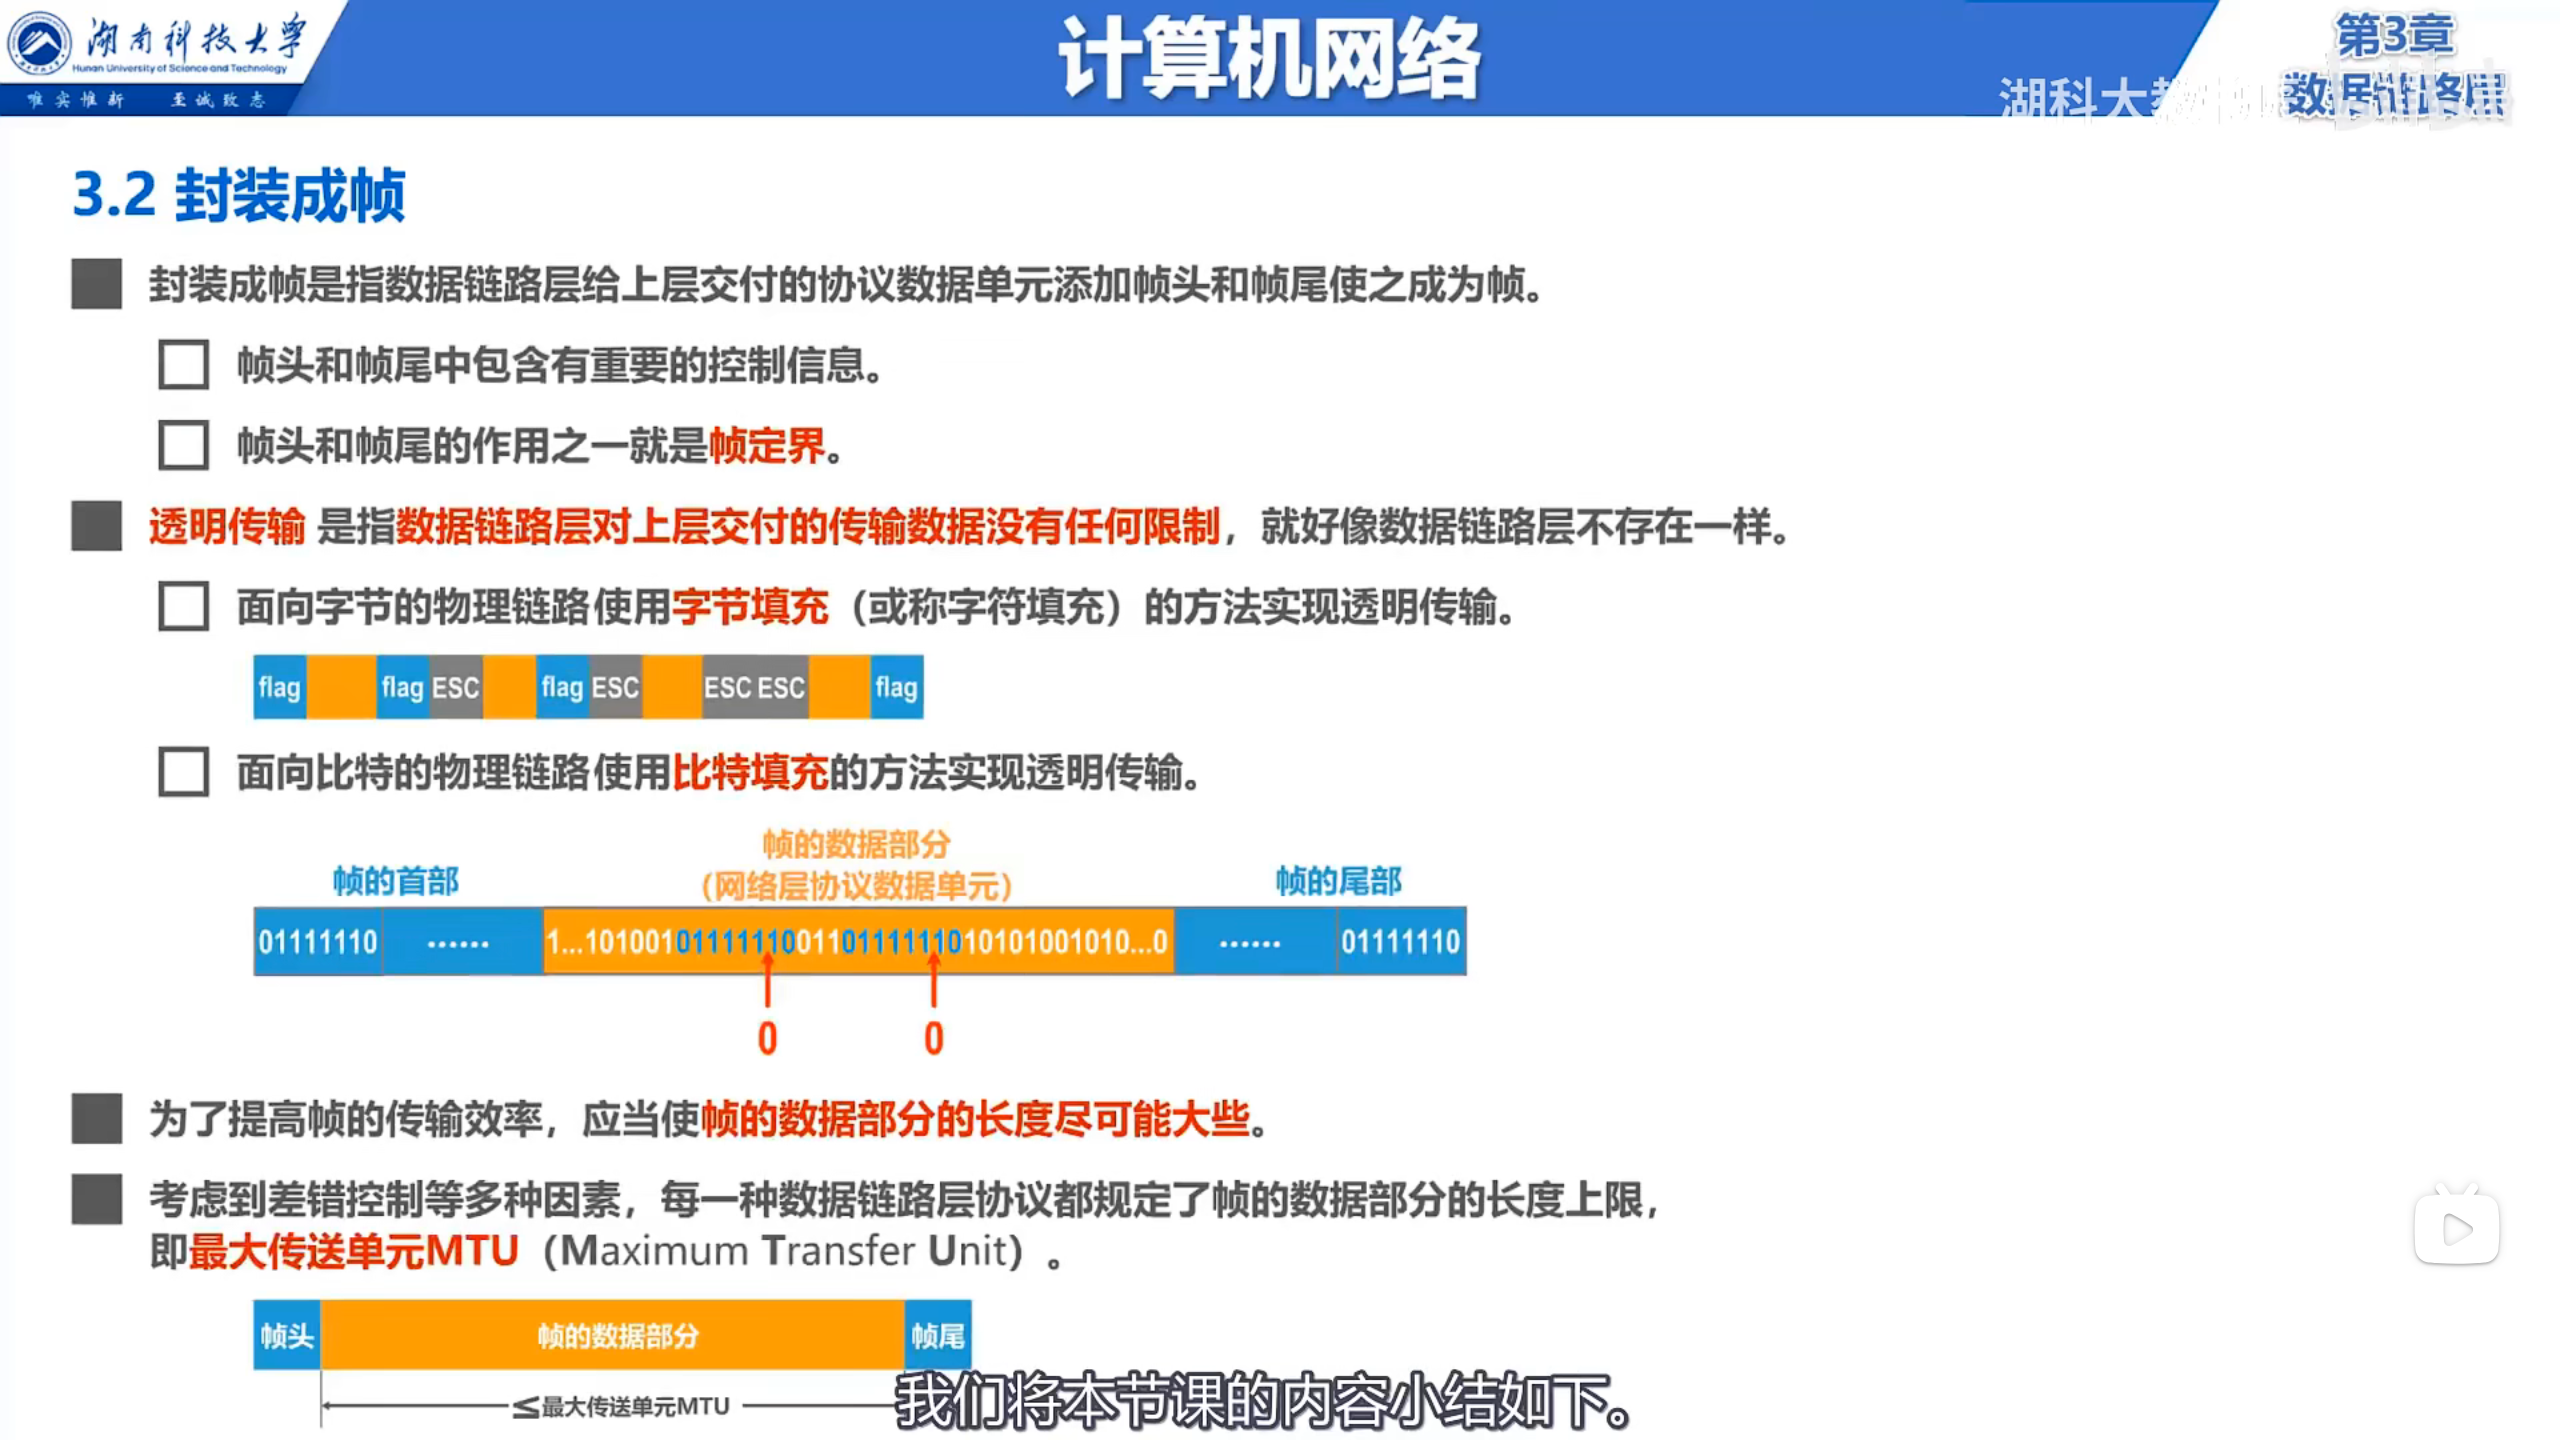 湖南科技大学
Hunan University of Science and Technology
唯实惟新 至诚致志
计算机网络
第3章
数据链路层
湖科大
3.2 封装成帧
封装成帧是指数据链路层给上层交付的协议数据单元添加帧头和帧尾使之成为帧。
帧头和帧尾中包含有重要的控制信息。
帧头和帧尾的作用之一就是帧定界。
透明传输 是指数据链路层对上层交付的传输数据没有任何限制，就好像数据链路层不存在一样。
面向字节的物理链路使用字节填充（或称字符填充）的方法实现透明传输。
flag flag ESC flag ESC ESC ESC flag
面向比特的物理链路使用比特填充的方法实现透明传输。
帧的数据部分
帧的首部 （网络层协议数据单元） 帧的尾部
01111110 …… 1...10100101111111001101111111010101001010...0 …… 01111110
0 0
为了提高帧的传输效率，应当使帧的数据部分的长度尽可能大些。
考虑到差错控制等多种因素，每一种数据链路层协议都规定了帧的数据部分的长度上限，
即最大传送单元MTU（Maximum Transfer Unit）。
帧头 帧的数据部分 帧尾
≤最大传送单元MTU
我们将本节课的内容小结如下。